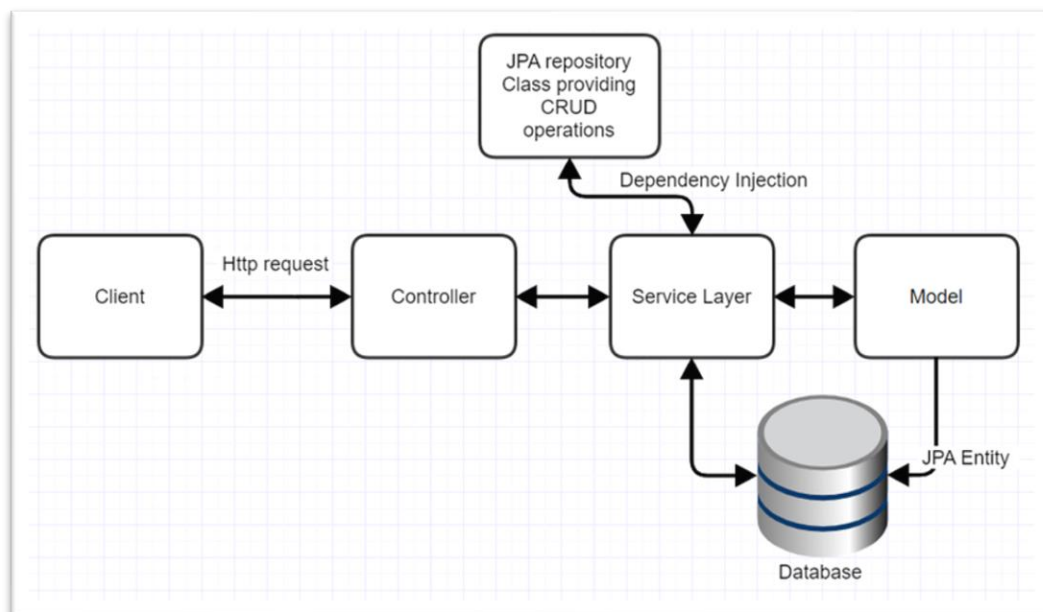 JPA repository
Class providing
CRUD
operations
Dependency Injection
Http request
Client
Controller
Service Layer
Model
JPA Entity
Database